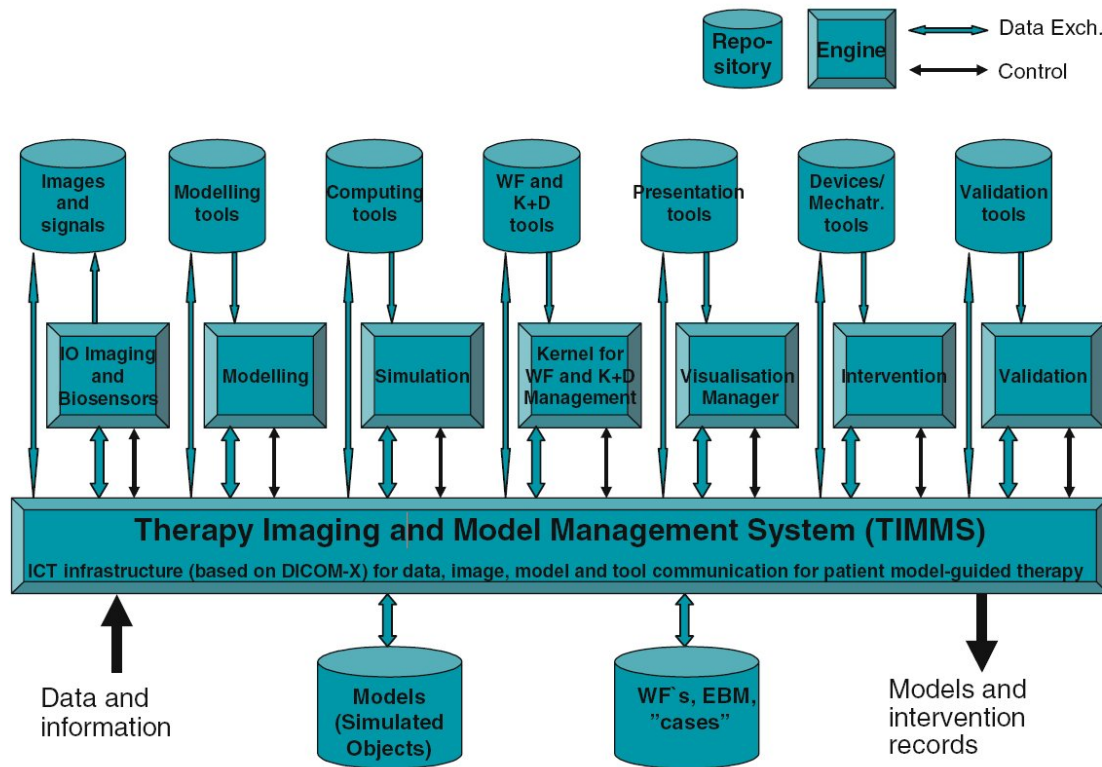 Repo-
sitory
Engine
Data Exch.
Control
Images
and
signals
Modelling
tools
Computing
tools
WF and
K+D
tools
Presentation
tools
Devices/
Mechatr.
tools
Validation
tools
IO Imaging
and
Biosensors
Modelling
Simulation
Kernel for
WF and K+D
Management
Visualisation
Manager
Intervention
Validation
Therapy Imaging and Model Management System (TIMMS)
ICT infrastructure (based on DICOM-X) for data, image, model and tool communication for patient model-guided therapy
Data and
information
Models
(Simulated
Objects)
WF`s, EBM,
”cases”
Models and
intervention
records